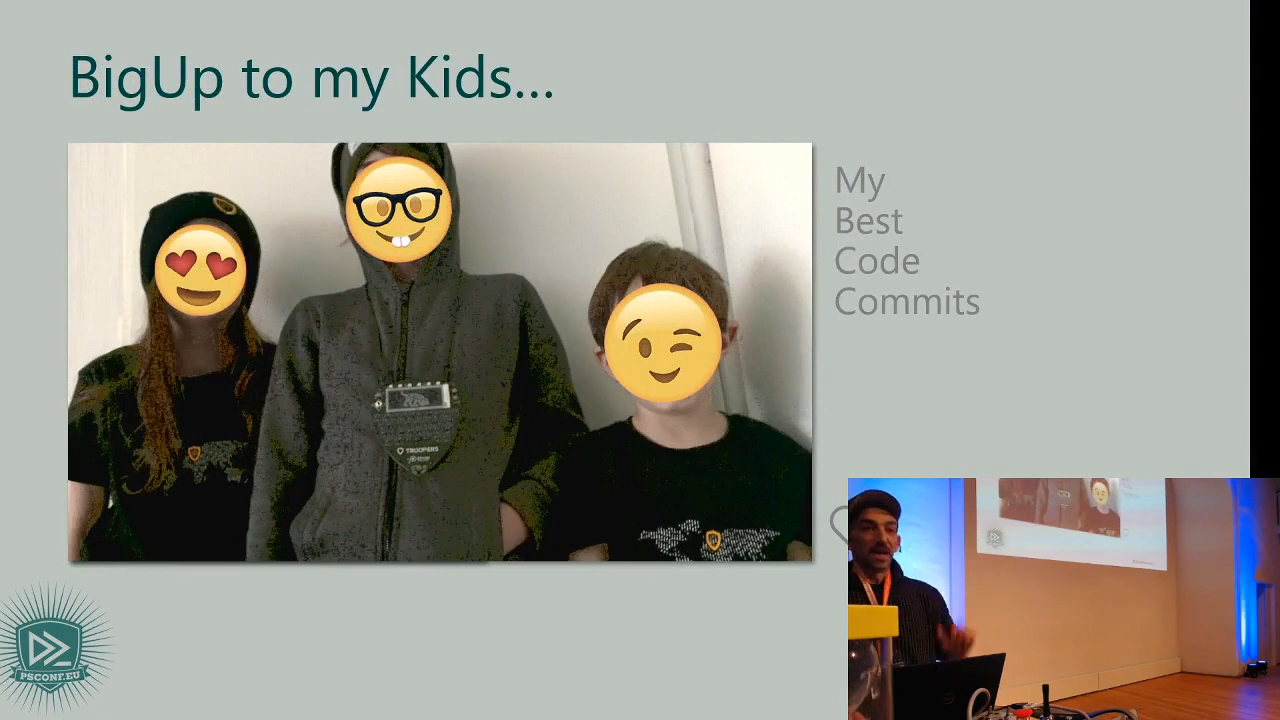 BigUp to my Kids...
My
Best
Code
Commits
TROOPERS
PSCONF.EU